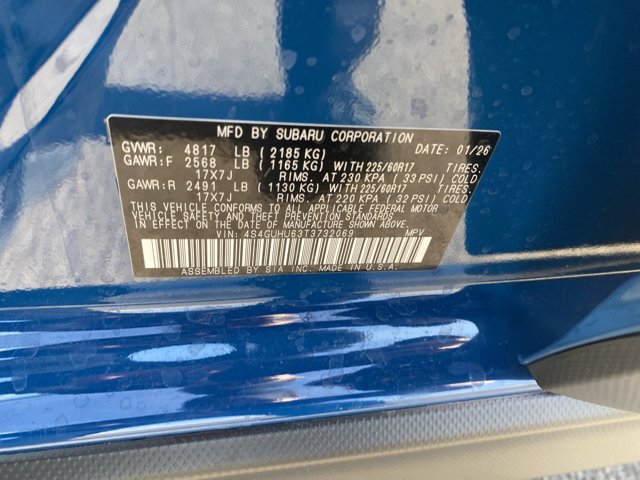 MFD BY SUBARU CORPORATION DATE: 01/26
GVWR: 4817 LB (2185 KG)
GAWR:F 2568 LB (1165 KG) WITH 225/60R17 TIRES.
17X7J RIMS. AT 230 KPA (33 PSI) COLD
GAWR:R 2491 LB (1130 KG) WITH 225/60R17 TIRES.
17X7J RIMS. AT 220 KPA (32 PSI) COLD
THIS VEHICLE CONFORMS TO ALL APPLICABLE FEDERAL MOTOR
VEHICLE SAFETY AND THEFT PREVENTION STANDARDS
IN EFFECT ON THE DATE OF MANUFACTURE SHOWN ABOVE.
VIN: 4S4GUHU63T3732069 MPV
ASSEMBLED BY SIA INC. MADE IN U.S.A.